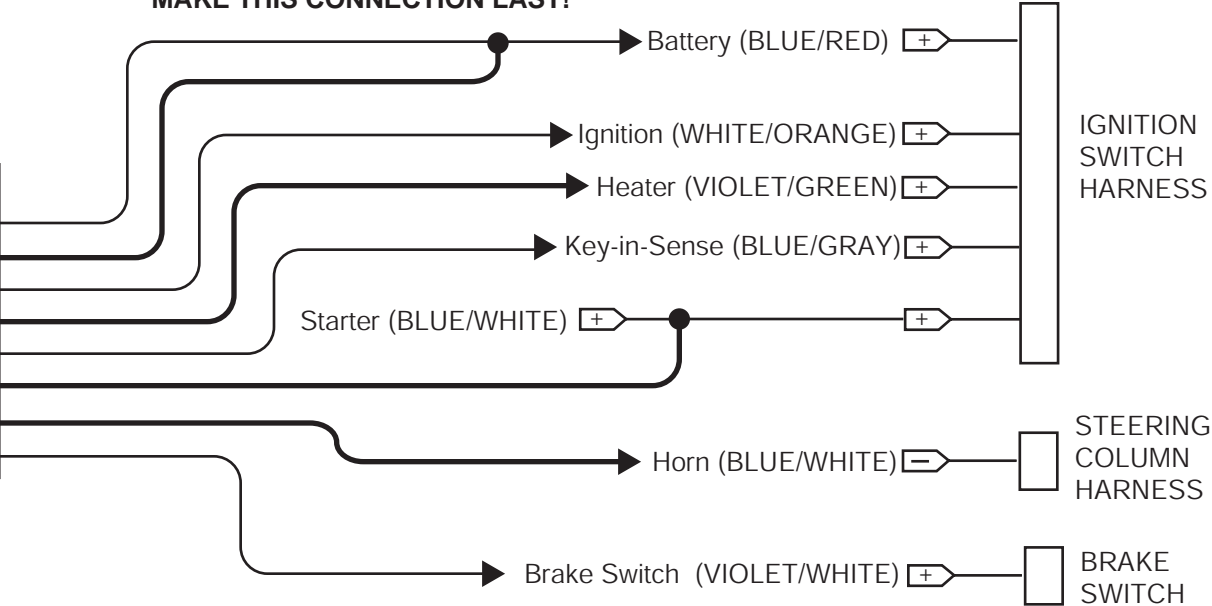 MAKE THIS CONNECTION LAST!
Battery (BLUE/RED) +
Ignition (WHITE/ORANGE) +
Heater (VIOLET/GREEN) +
Key-in-Sense (BLUE/GRAY) +
Starter (BLUE/WHITE) + +
IGNITION
SWITCH
HARNESS
Horn (BLUE/WHITE) −
STEERING
COLUMN
HARNESS
Brake Switch (VIOLET/WHITE) +
BRAKE
SWITCH